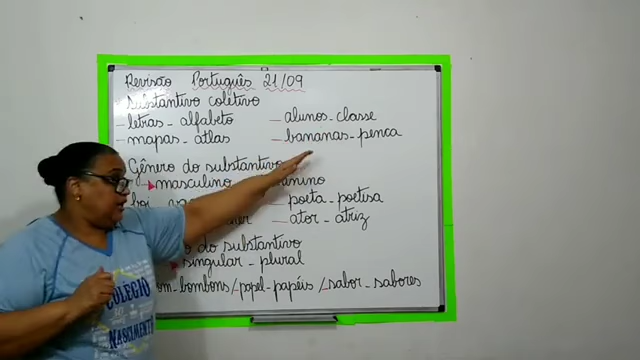 Revisão Português 21/09
Substantivo coletivo
letras - alfabeto
alunos - classe
mapas - atlas
bananas - penca
Gênero do substantivo
masculino
boi
poeta - poetisa
ator - atriz
do substantivo
singular - plural
bombons / papel - papéis / sabor - sabores
COLÉGIO
NASCIMENTO